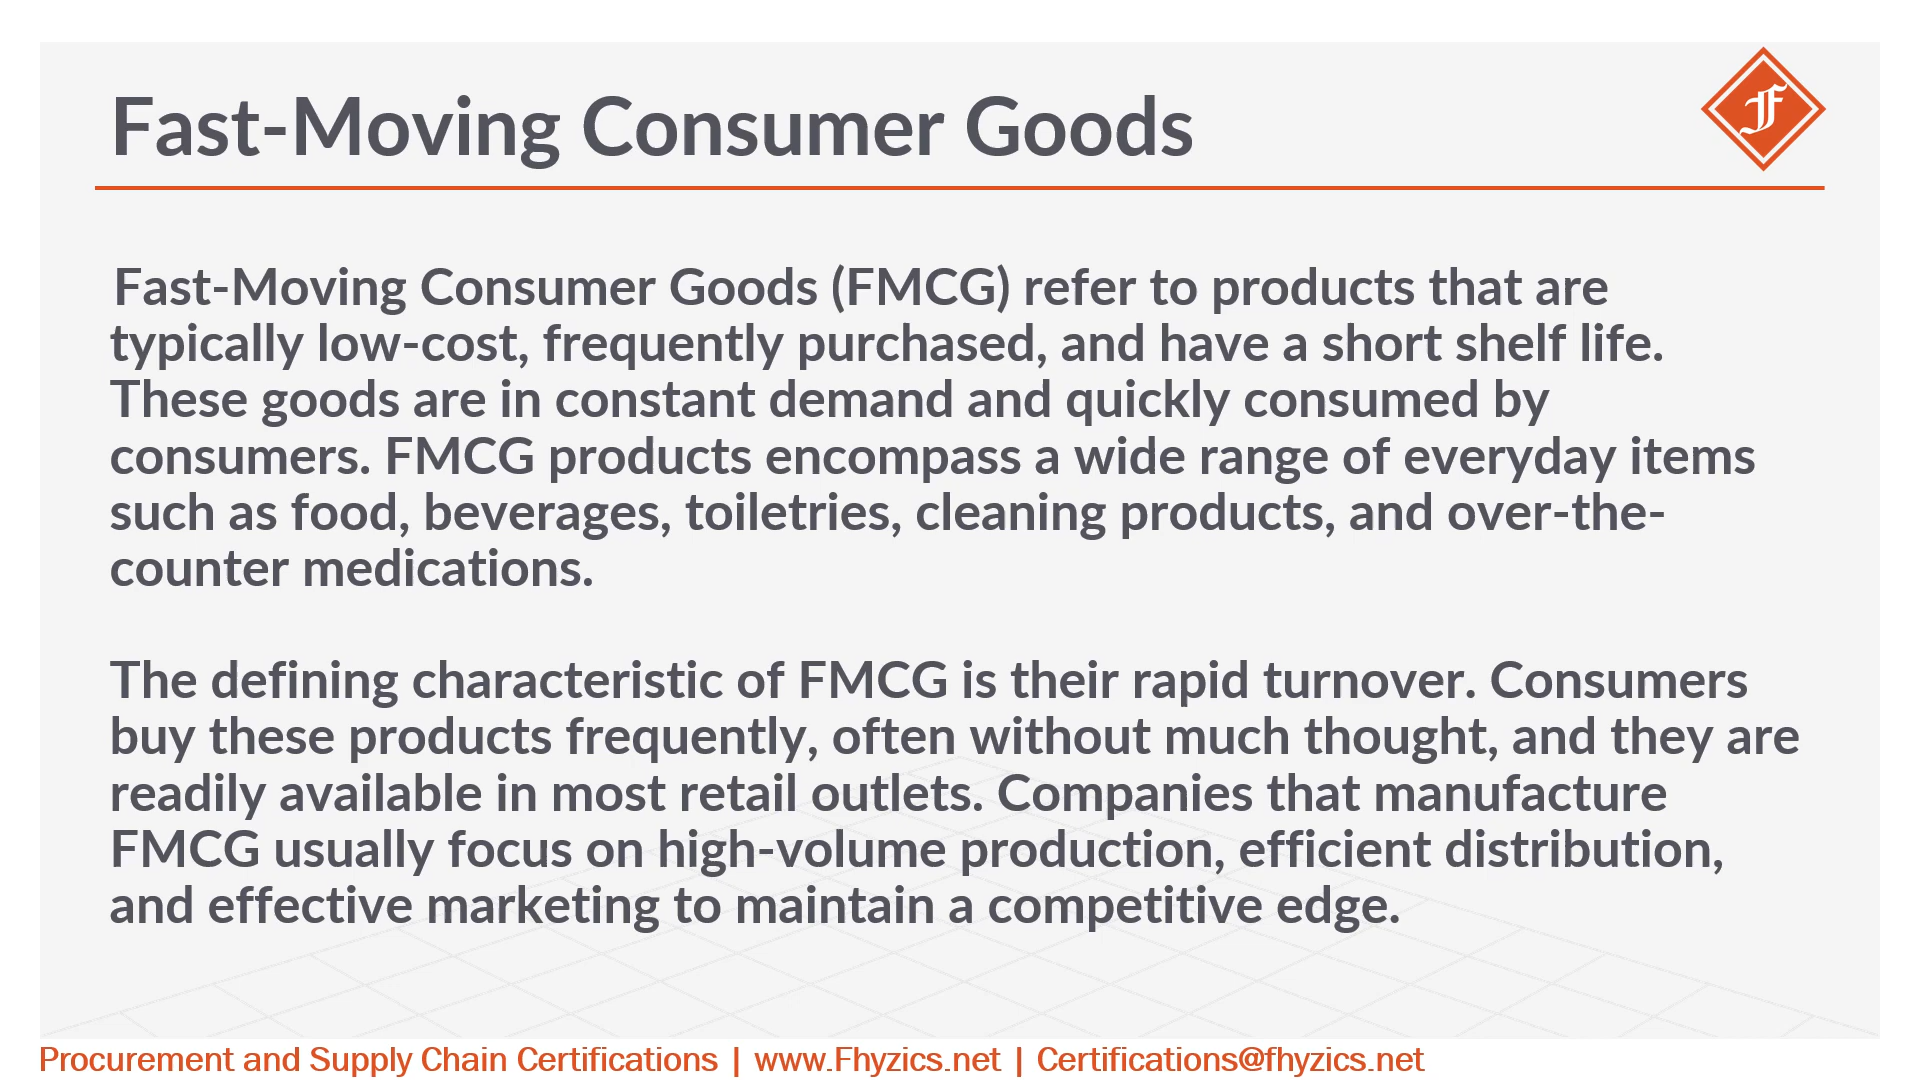 Fast-Moving Consumer Goods
Fast-Moving Consumer Goods (FMCG) refer to products that are
typically low-cost, frequently purchased, and have a short shelf life.
These goods are in constant demand and quickly consumed by
consumers. FMCG products encompass a wide range of everyday items
such as food, beverages, toiletries, cleaning products, and over-the-
counter medications.
The defining characteristic of FMCG is their rapid turnover. Consumers
buy these products frequently, often without much thought, and they are
readily available in most retail outlets. Companies that manufacture
FMCG usually focus on high-volume production, efficient distribution,
and effective marketing to maintain a competitive edge.
Procurement and Supply Chain Certifications | www.Fhyzics.net | Certifications@fhyzics.net